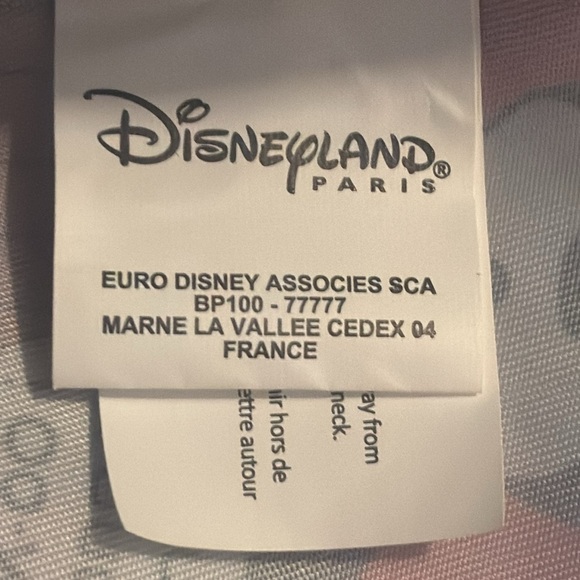 DISNEYLAND®
PARIS
EURO DISNEY ASSOCIES SCA
BP100 - 77777
MARNE LA VALLEE CEDEX 04
FRANCE
ay from
neck.
ir hors de
ettre autour